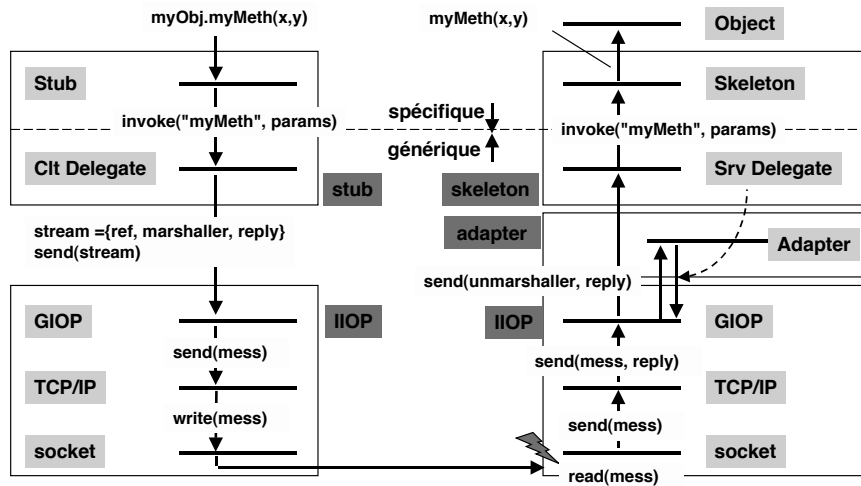 myObj.myMeth(x,y)
myMeth(x,y)
Object
Stub
Skeleton
spécifique
invoke("myMeth", params)
invoke("myMeth", params)
générique
Clt Delegate
Srv Delegate
stub
skeleton
stream ={ref, marshaller, reply}
send(stream)
adapter
Adapter
send(unmarshaller, reply)
GIOP
IIOP
IIOP
GIOP
send(mess)
send(mess, reply)
TCP/IP
TCP/IP
write(mess)
send(mess)
socket
socket
read(mess)